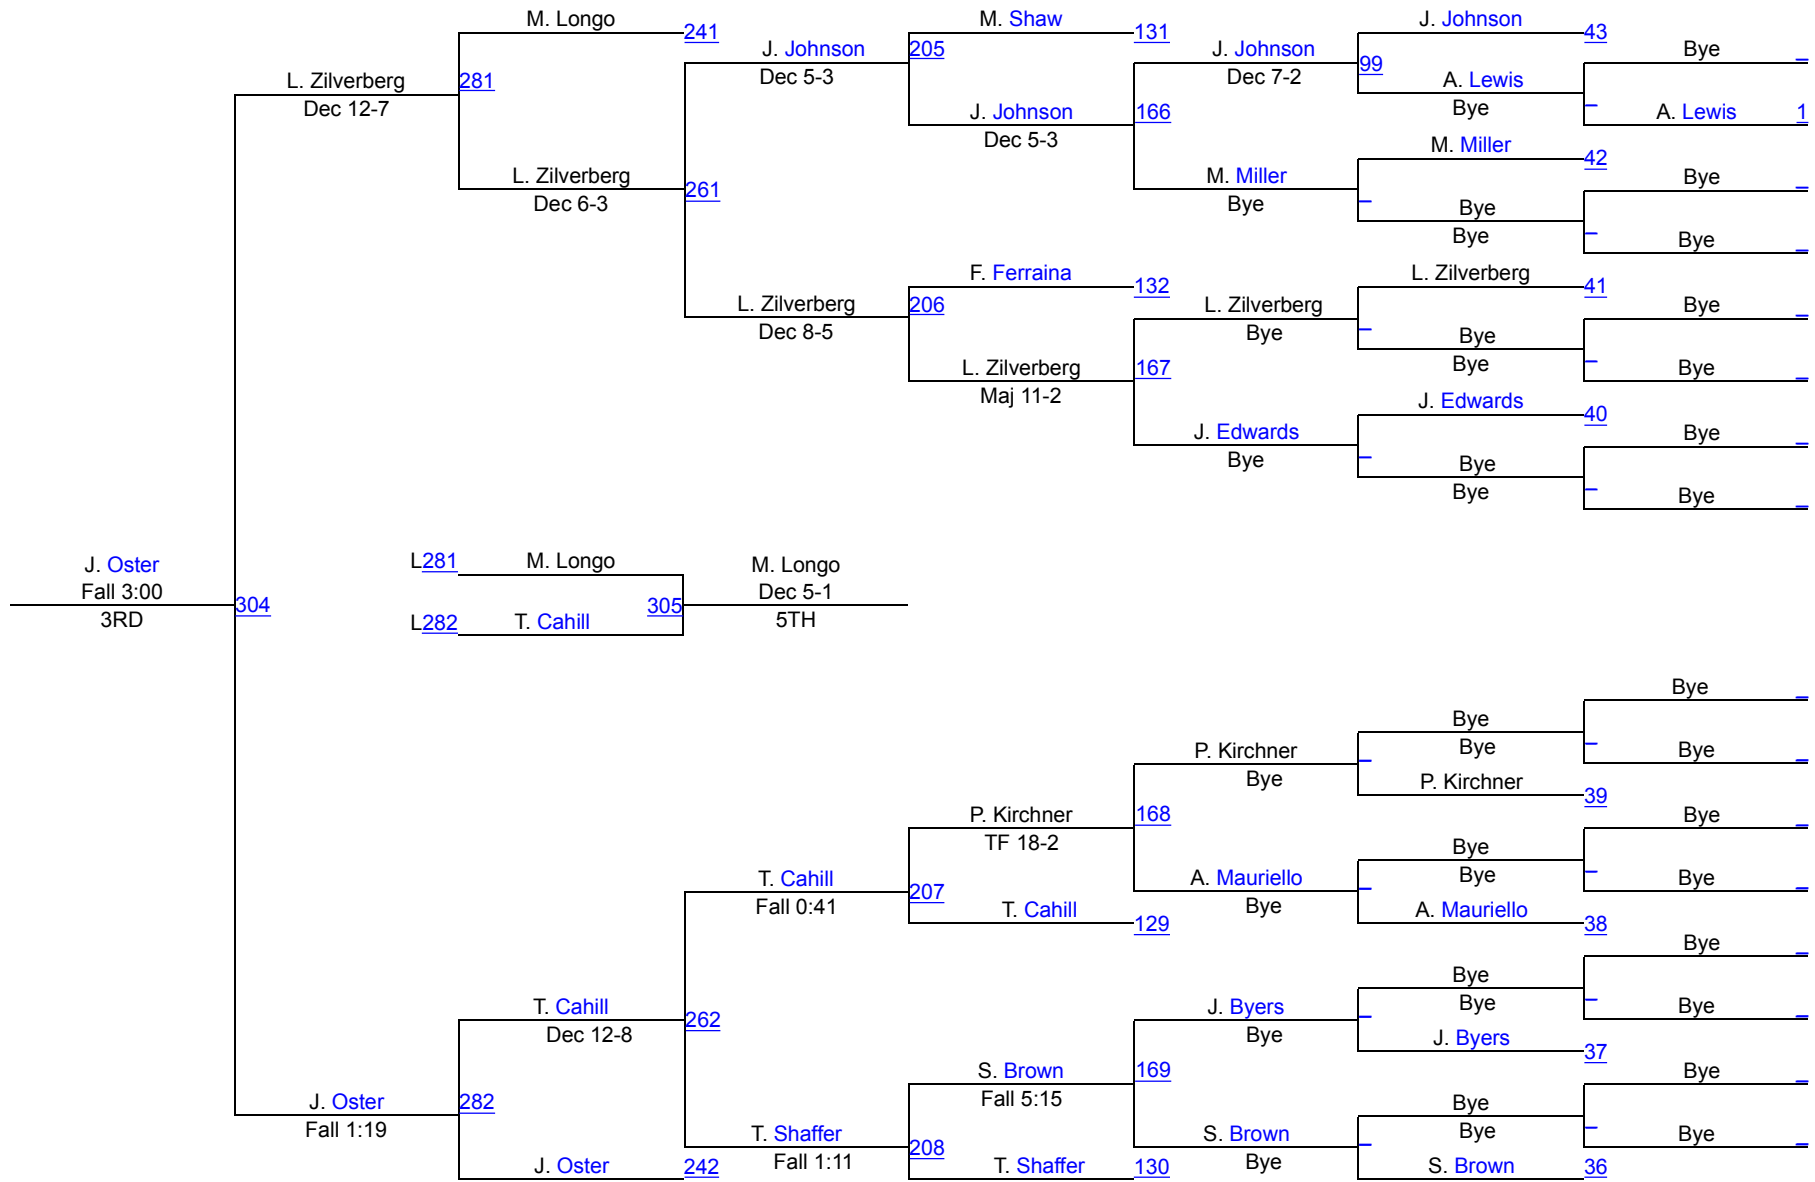 M. Longo
241
M. Shaw
131
J. Johnson
43
J. Johnson
205
J. Johnson
Bye
Dec 5-3
Dec 7-2
99
L. Zilverberg
281
A. Lewis
Dec 12-7
J. Johnson
166
Bye
A. Lewis
1
Dec 5-3
M. Miller
42
L. Zilverberg
261
M. Miller
Bye
Dec 6-3
Bye
Bye
Bye
Bye
F. Ferraina
132
L. Zilverberg
41
L. Zilverberg
206
L. Zilverberg
Bye
Dec 8-5
Bye
Bye
L. Zilverberg
167
Bye
Bye
Maj 11-2
J. Edwards
40
J. Edwards
Bye
Bye
Bye
Bye
Bye
J. Oster
L281
M. Longo
M. Longo
Fall 3:00
Dec 5-1
304
305
3RD
L282
T. Cahill
5TH
Bye
Bye
P. Kirchner
Bye
Bye
Bye
P. Kirchner
39
P. Kirchner
168
Bye
TF 18-2
Bye
T. Cahill
A. Mauriello
Bye
Bye
Fall 0:41
207
Bye
T. Cahill
129
A. Mauriello
38
Bye
Bye
T. Cahill
262
J. Byers
Bye
Bye
Dec 12-8
Bye
J. Byers
37
S. Brown
169
Bye
Fall 5:15
J. Oster
282
Bye
Fall 1:19
T. Shaffer
208
S. Brown
Bye
Bye
Fall 1:11
Bye
J. Oster
242
T. Shaffer
130
S. Brown
36